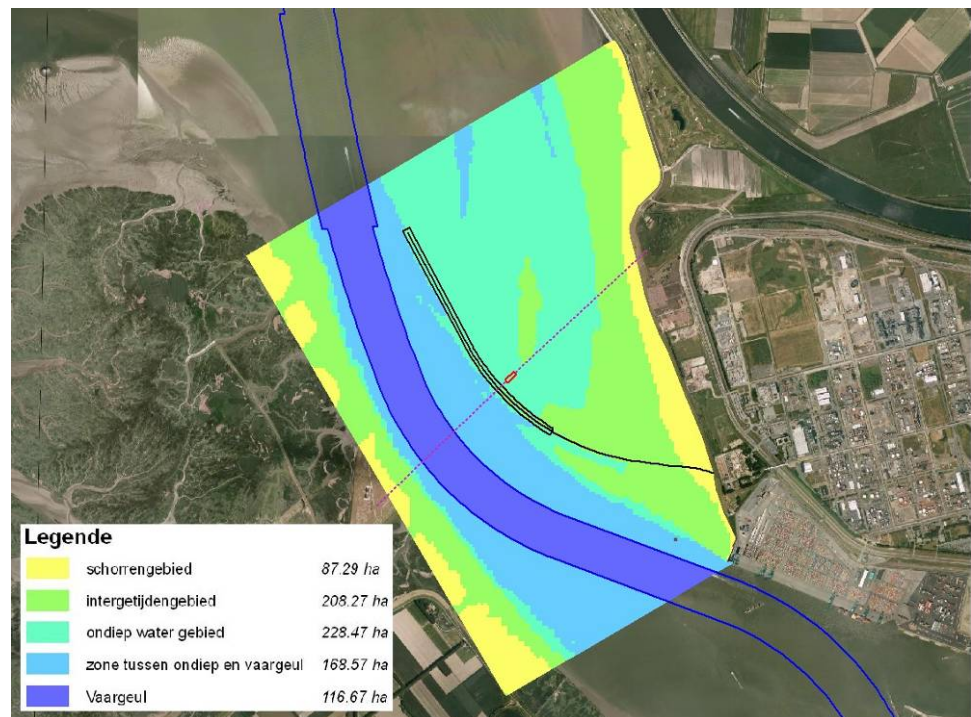 Legende
schorrengebied 87.29 ha
intergetijdengebied 208.27 ha
ondiep water gebied 228.47 ha
zone tussen ondiep en vaargeul 168.57 ha
Vaargeul 116.67 ha